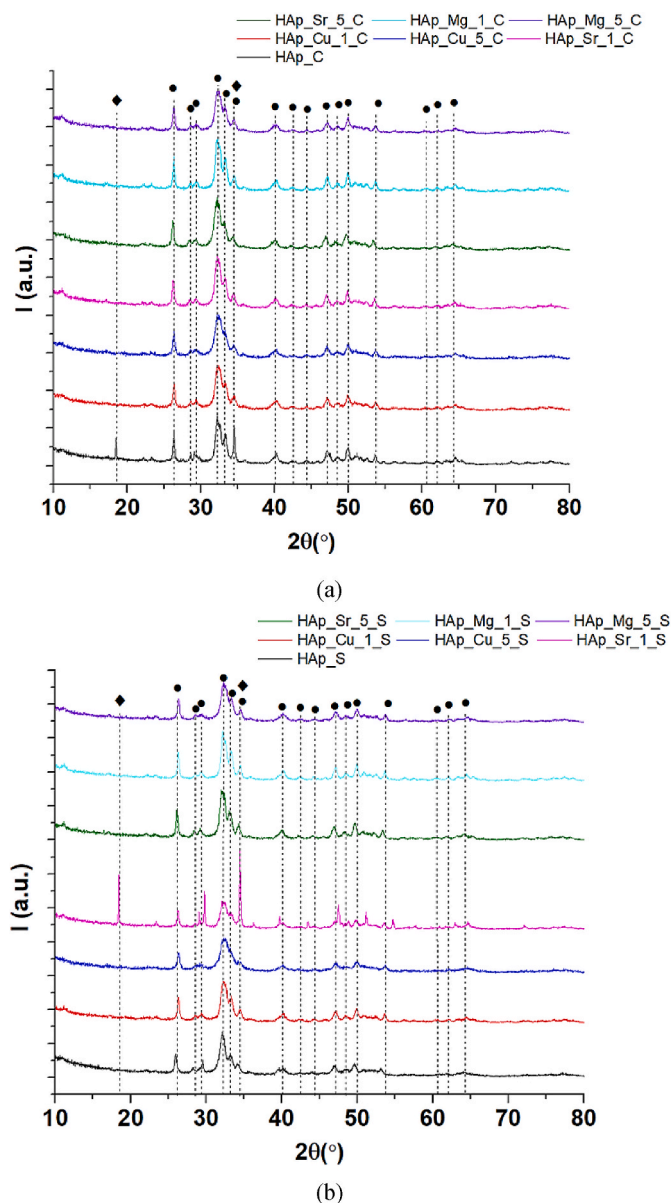 HAp_Sr_5_C HAp_Mg_1_C HAp_Mg_5_C
HAp_Cu_1_C HAp_Cu_5_C HAp_Sr_1_C
HAp_C
I (a.u.)
10 20 30 40 50 60 70 80
2θ(°)
(a)
HAp_Sr_5_S HAp_Mg_1_S HAp_Mg_5_S
HAp_Cu_1_S HAp_Cu_5_S HAp_Sr_1_S
HAp_S
I (a.u.)
10 20 30 40 50 60 70 80
2θ(°)
(b)